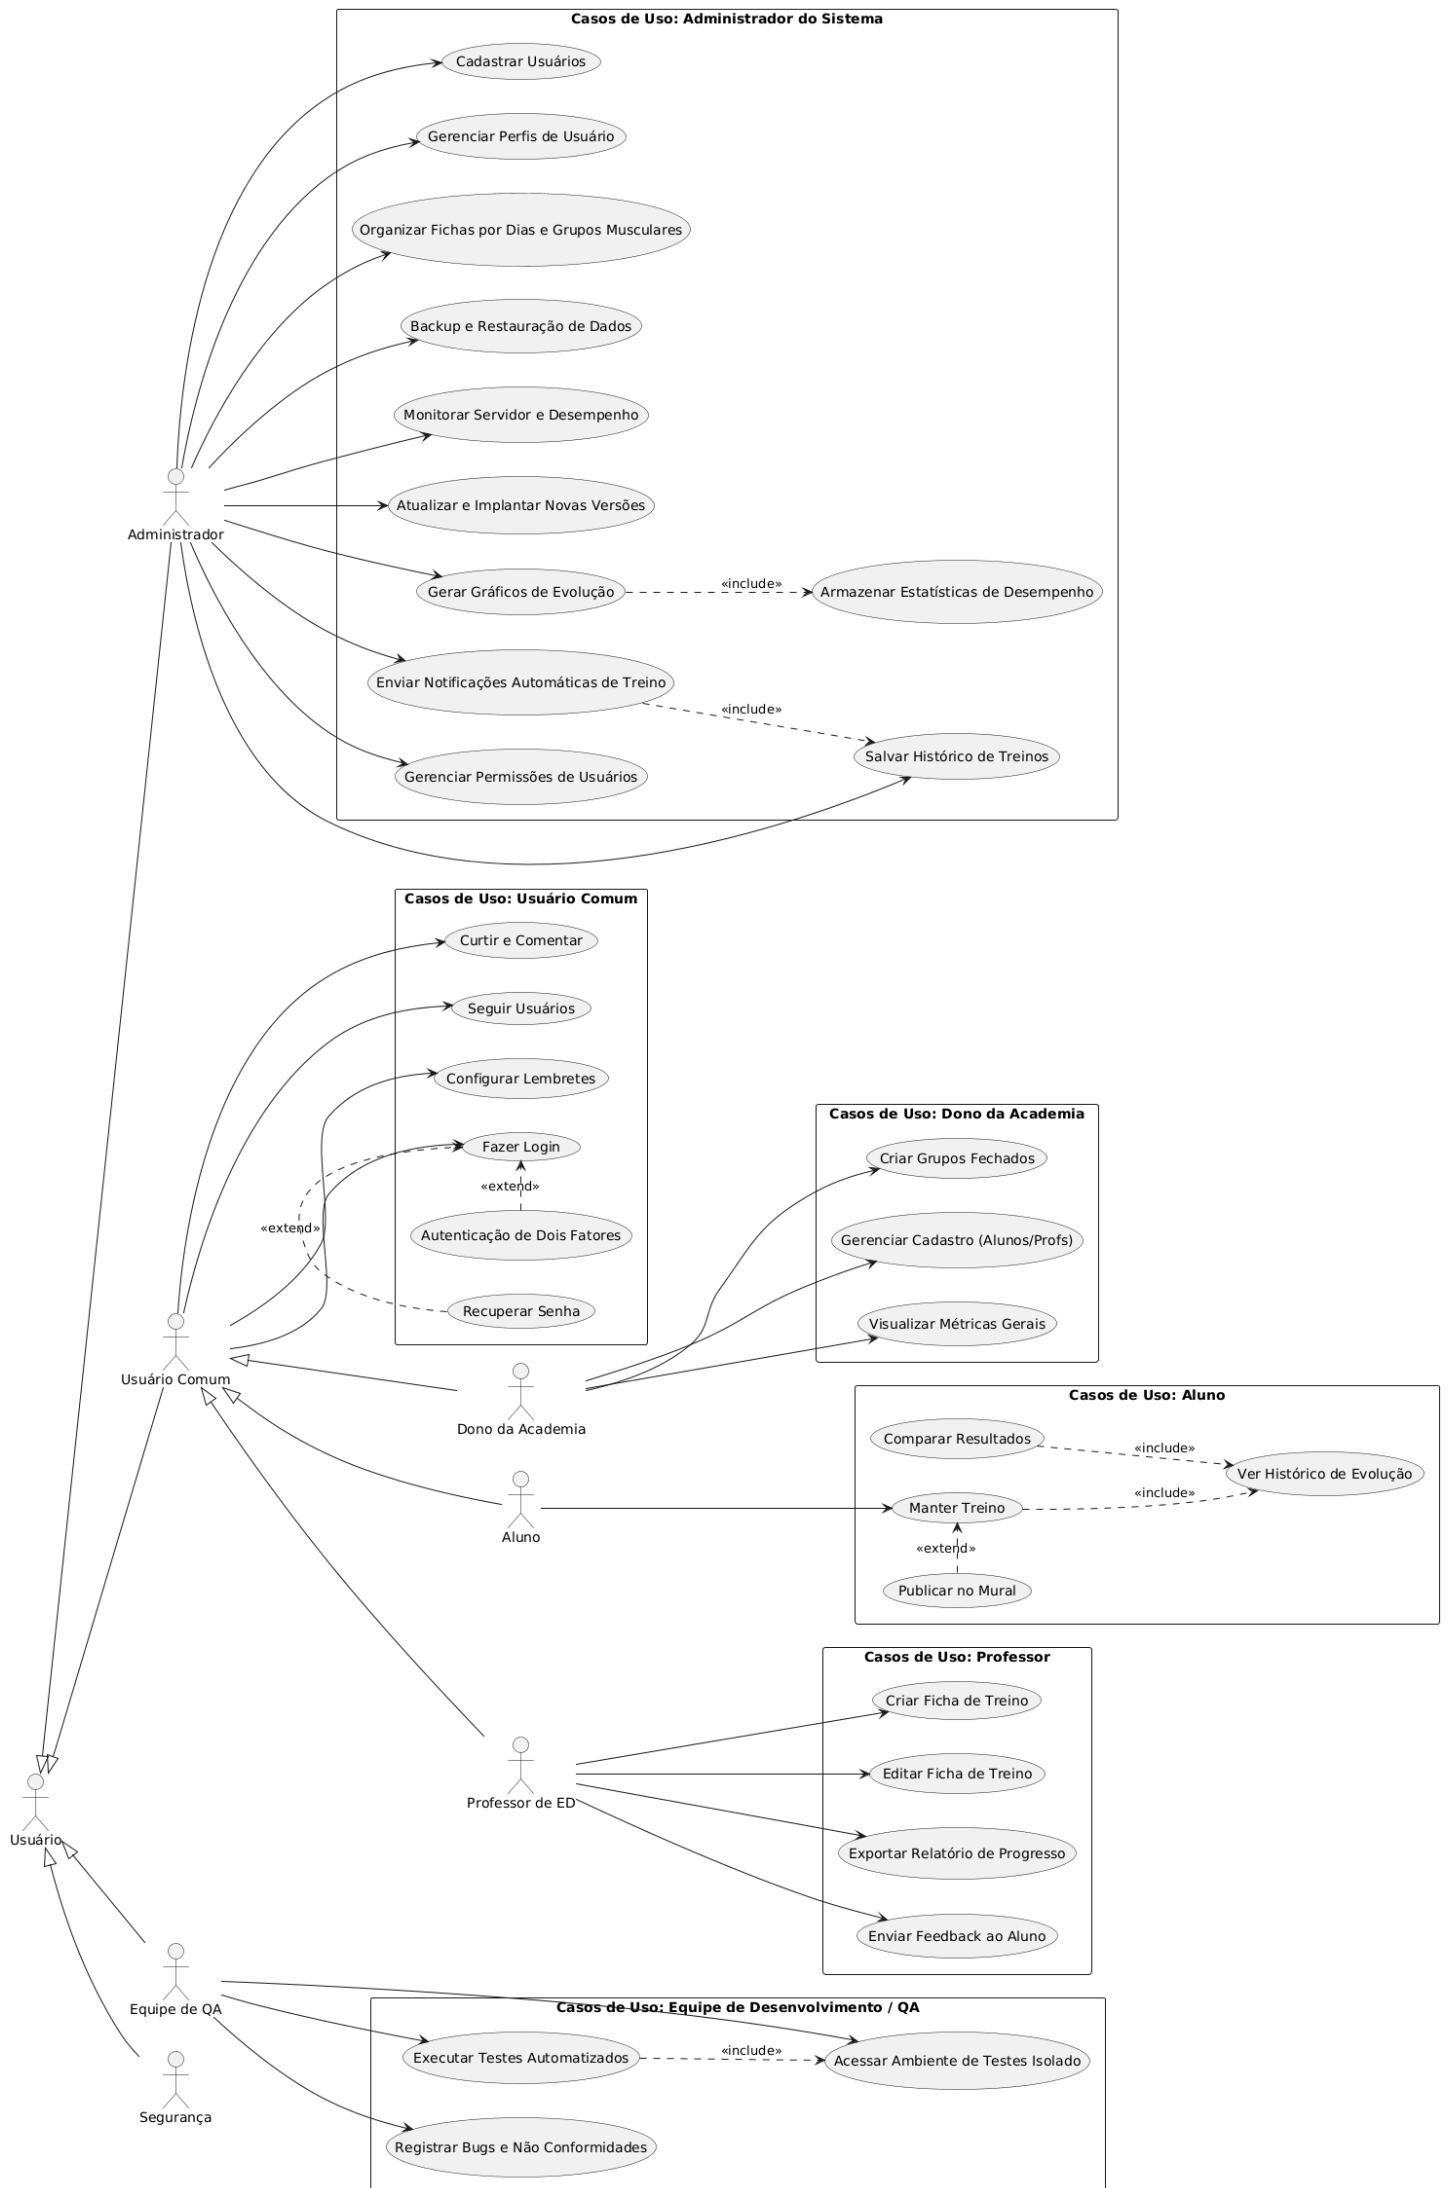 Casos de Uso: Administrador do Sistema
Cadastrar Usuários
Gerenciar Perfis de Usuário
Organizar Fichas por Dias e Grupos Musculares
Backup e Restauração de Dados
Monitorar Servidor e Desempenho
Atualizar e Implantar Novas Versões
Administrador
«include»
Gerar Gráficos de Evolução
Armazenar Estatísticas de Desempenho
Enviar Notificações Automáticas de Treino
«include»
Salvar Histórico de Treinos
Gerenciar Permissões de Usuários
Casos de Uso: Usuário Comum
Curtir e Comentar
Seguir Usuários
Configurar Lembretes
Fazer Login
«extend»
«extend»
Autenticação de Dois Fatores
Recuperar Senha
Usuário Comum
Casos de Uso: Dono da Academia
Criar Grupos Fechados
Gerenciar Cadastro (Alunos/Profs)
Visualizar Métricas Gerais
Dono da Academia
Casos de Uso: Aluno
Comparar Resultados
«include»
Ver Histórico de Evolução
«include»
Manter Treino
Aluno
«extend»
Publicar no Mural
Casos de Uso: Professor
Criar Ficha de Treino
Editar Ficha de Treino
Professor de ED
Exportar Relatório de Progresso
Enviar Feedback ao Aluno
Usuário
Equipe de QA
Casos de Uso: Equipe de Desenvolvimento / QA
«include»
Executar Testes Automatizados
Acessar Ambiente de Testes Isolado
Segurança
Registrar Bugs e Não Conformidades